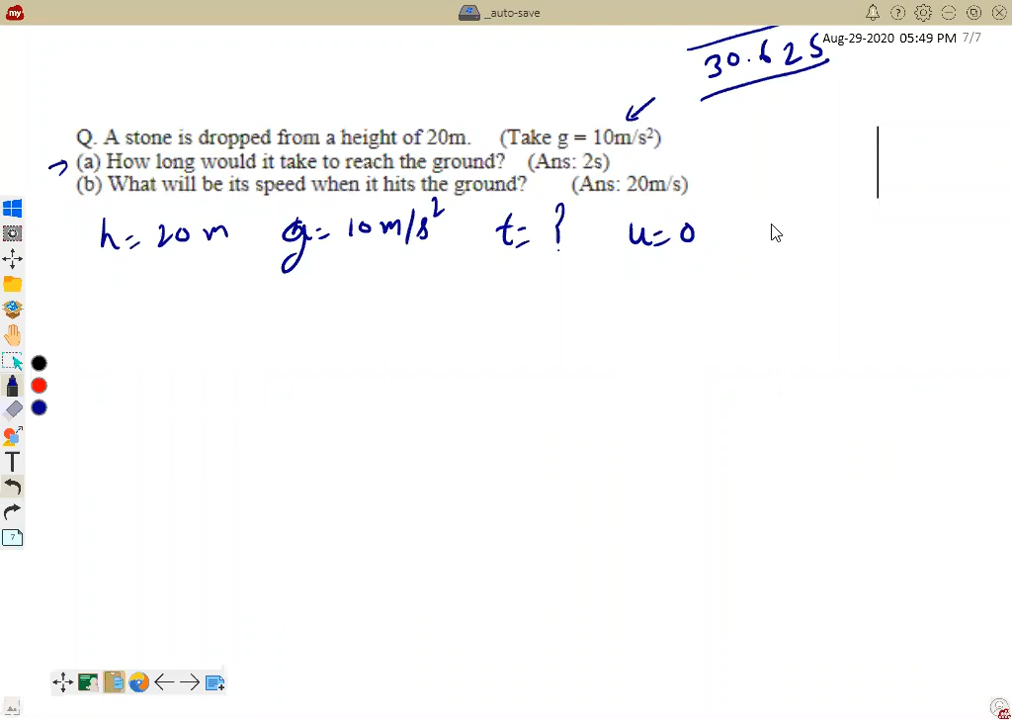 my
_auto-save
Aug-29-2020 05:49 PM 7/7
30.625
Q. A stone is dropped from a height of 20m. (Take g = 10m/s²)
(a) How long would it take to reach the ground? (Ans: 2s)
(b) What will be its speed when it hits the ground? (Ans: 20m/s)
h = 20 m g = 10 m/s² t = ? u = 0
T
7